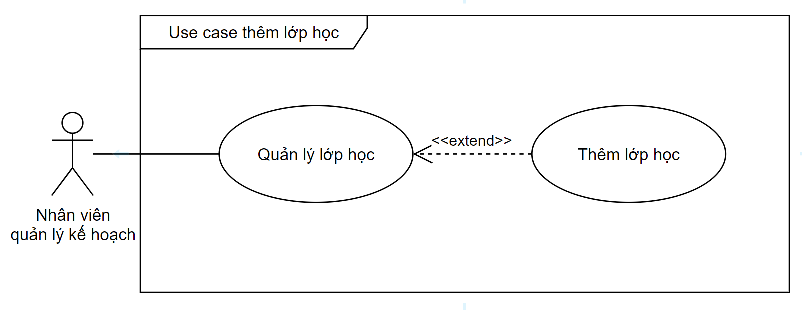 Use case thêm lớp học
Quản lý lớp học
<<extend>>
Thêm lớp học
Nhân viên
quản lý kế hoạch